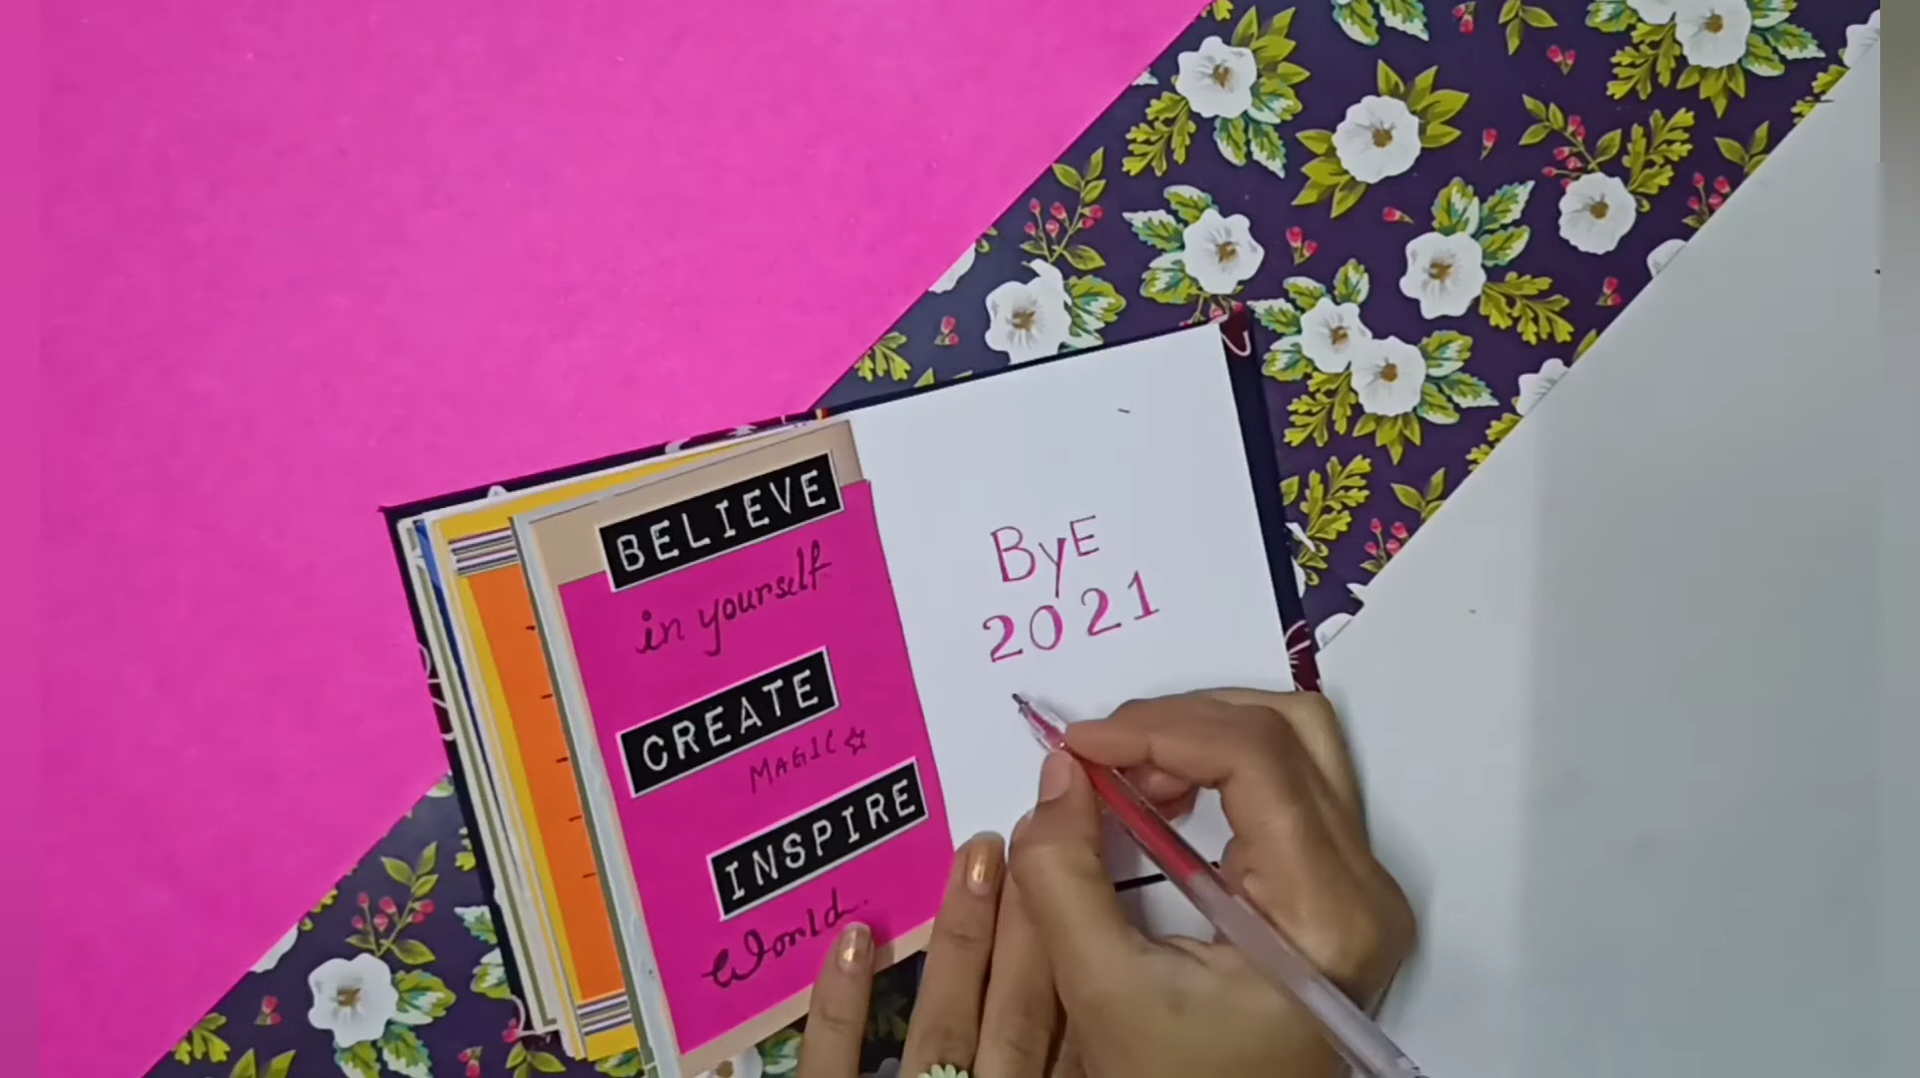 BELIEVE
in yourself
CREATE
MAGIC
INSPIRE
World.
ByE
2021